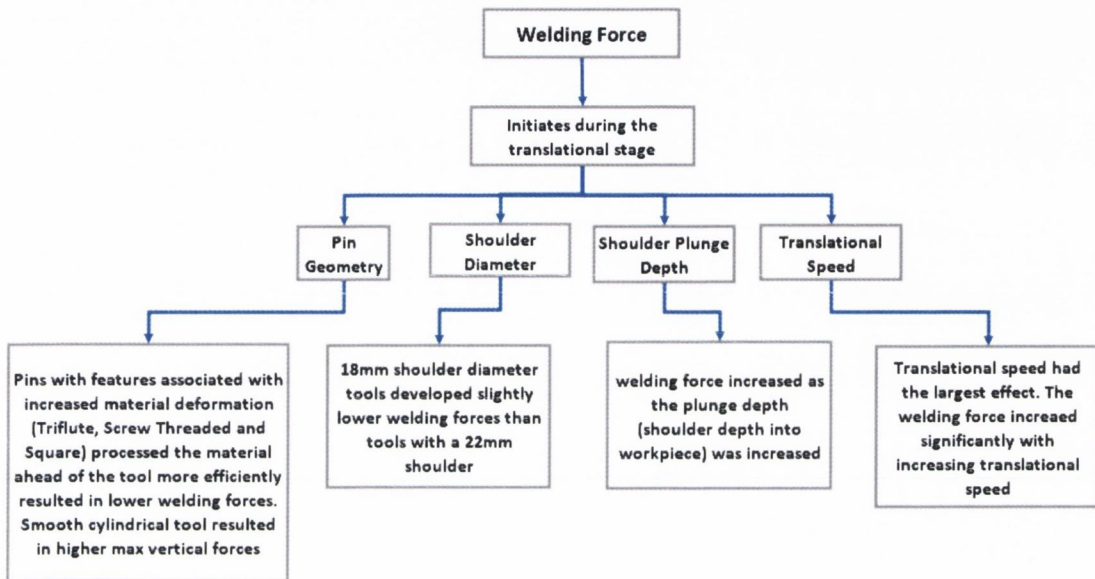 Welding Force
Initiates during the
translational stage
Pin
Geometry
Shoulder
Diameter
Shoulder Plunge
Depth
Translational
Speed
Pins with features associated with
increased material deformation
(Triflute, Screw Threaded and
Square) processed the material
ahead of the tool more efficiently
resulted in lower welding forces.
Smooth cylindrical tool resulted
in higher max vertical forces
18mm shoulder diameter
tools developed slightly
lower welding forces than
tools with a 22mm
shoulder
welding force increased as
the plunge depth
(shoulder depth into
workpiece) was increased
Translational speed had
the largest effect. The
welding force increaed
significantly with
increasing translational
speed